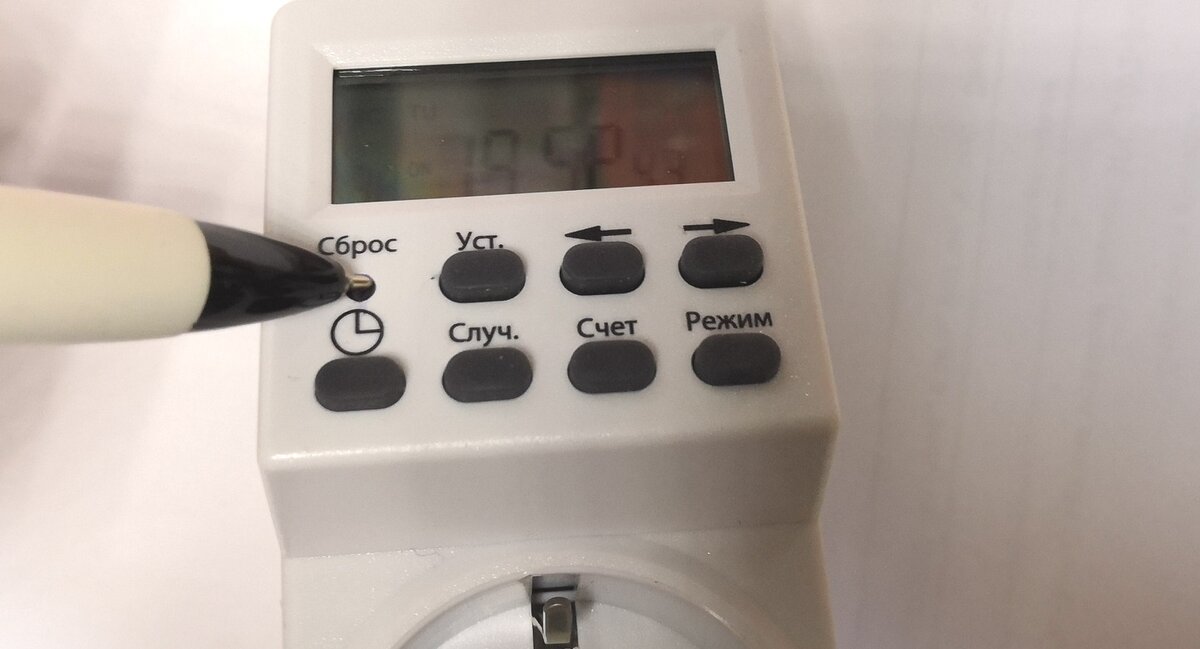 Сброс Уст.
Случ. Счет Режим